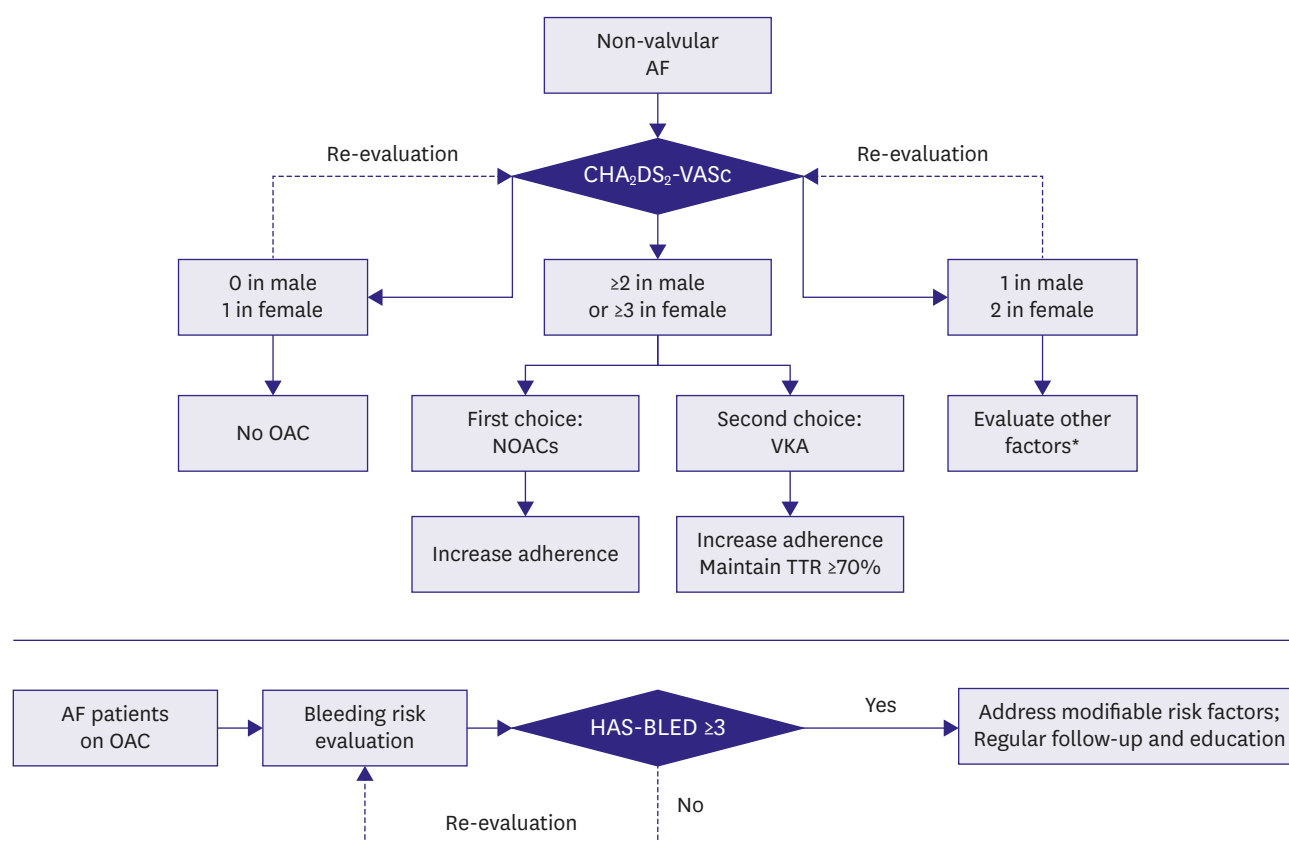 Non-valvular
AF
Re-evaluation
Re-evaluation
CHA₂DS₂-VASc
0 in male
1 in female
≥2 in male
or ≥3 in female
1 in male
2 in female
No OAC
First choice:
NOACs
Second choice:
VKA
Evaluate other
factors*
Increase adherence
Increase adherence
Maintain TTR ≥70%
AF patients
on OAC
Bleeding risk
evaluation
HAS-BLED ≥3
Yes
Address modifiable risk factors;
Regular follow-up and education
No
Re-evaluation